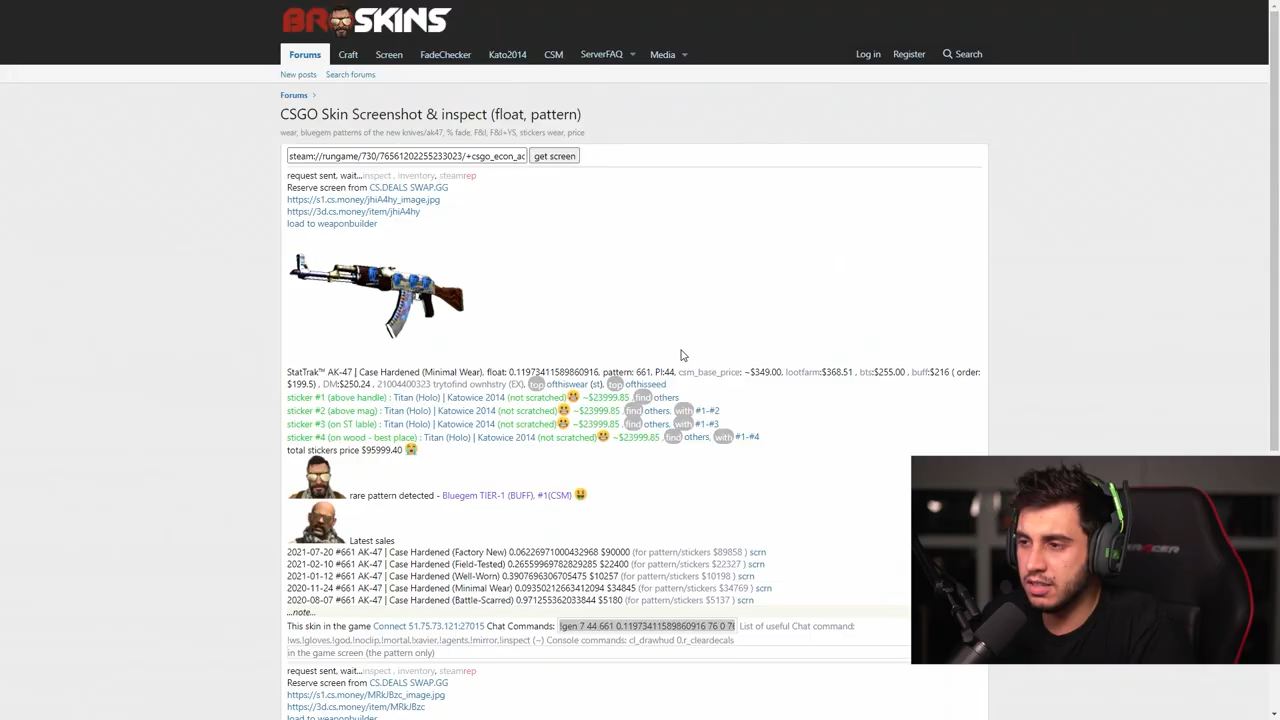 BROSKINS
Forums Craft Screen FadeChecker Kato2014 CSM ServerFAQ Media Log in Register Search
New posts Search forums
Forums
CSGO Skin Screenshot & inspect (float, pattern)
wear, bluegem patterns of the new knives/ak47, % fade, F&I, F&I+YS, stickers wear, price
steam://rungame/730/76561202255233023/+csgo_econ_ac get screen
request sent, wait...inspect , inventory, steamrep
Reserve screen from CS.DEALS SWAP.GG
https://s1.cs.money/jhiA4hy_image.jpg
https://3d.cs.money/item/jhiA4hy
load to weaponbuilder
StatTrak™ AK-47 | Case Hardened (Minimal Wear), float: 0.11973411589860916, pattern: 661, PI:44, csm_base_price: ~$349.00, lootfarm:$368.51 , bts:$255.00 , buff:$216 ( order:
$199.5) , DM:$250.24 , 21004400323 trytofind ownhstry (EX), top ofthiswear (st), top ofthisseed
sticker #1 (above handle) : Titan (Holo) | Katowice 2014 (not scratched) ~$23999.85 , find others
sticker #2 (above mag) : Titan (Holo) | Katowice 2014 (not scratched) ~$23999.85 , find others, with #1-#2
sticker #3 (on ST lable) : Titan (Holo) | Katowice 2014 (not scratched) ~$23999.85 , find others, with #1-#3
sticker #4 (on wood - best place) : Titan (Holo) | Katowice 2014 (not scratched) ~$23999.85 , find others, with #1-#4
total stickers price $95999.40
rare pattern detected - Bluegem TIER-1 (BUFF), #1(CSM)
Latest sales
2021-07-20 #661 AK-47 | Case Hardened (Factory New) 0.06226971000432968 $90000 (for pattern/stickers $89858 ) scrn
2021-02-10 #661 AK-47 | Case Hardened (Field-Tested) 0.26559969782829285 $22400 (for pattern/stickers $22327 ) scrn
2021-01-12 #661 AK-47 | Case Hardened (Well-Worn) 0.3907696306705475 $10257 (for pattern/stickers $10198 ) scrn
2020-11-24 #661 AK-47 | Case Hardened (Minimal Wear) 0.09350212663412094 $34845 (for pattern/stickers $34769 ) scrn
2020-08-07 #661 AK-47 | Case Hardened (Battle-Scarred) 0.971255362033844 $5180 (for pattern/stickers $5137 ) scrn
...note...
This skin in the game Connect 51.75.73.121:27015 Chat Commands: !gen 7 44 661 0.11973411589860916 76 0 76 List of useful Chat command:
!ws,!gloves,!god,!noclip,!mortal,!xavier,!agents,!mirror,!inspect (~) Console commands: cl_drawhud 0,r_cleardecals
in the game screen (the pattern only)
request sent, wait...inspect , inventory, steamrep
Reserve screen from CS.DEALS SWAP.GG
https://s1.cs.money/MRkJBzc_image.jpg
https://3d.cs.money/item/MRkJBzc
load to weaponbuilder